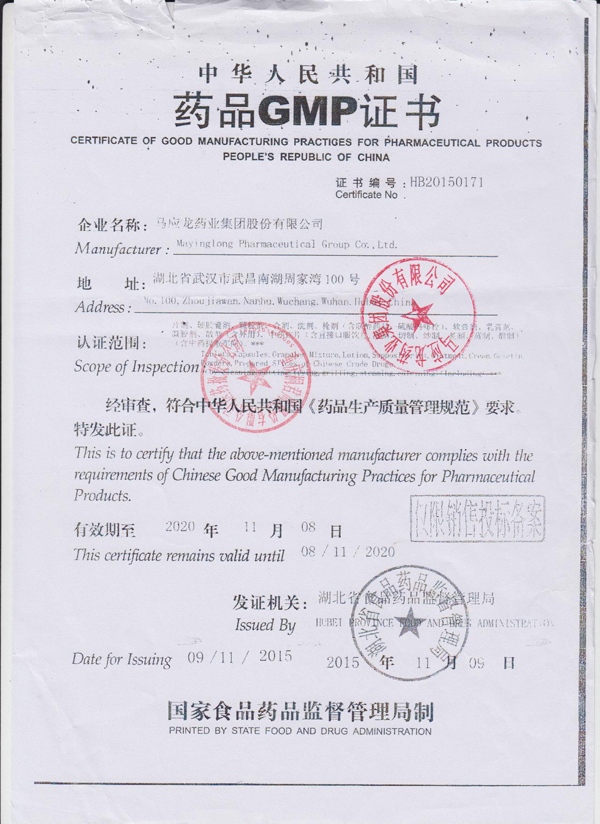 中华人民共和国
药品GMP证书
CERTIFICATE OF GOOD MANUFACTURING PRACTICES FOR PHARMACEUTICAL PRODUCTS
PEOPLE'S REPUBLIC OF CHINA
证书编号: HB20150171
Certificate No .
企业名称: 马应龙药业集团股份有限公司
Manufacturer : Mayinglong Pharmaceutical Group Co., Ltd.
地 址: 湖北省武汉市武昌南湖周家湾100号
Address : No.100, Zhoujiawan, Nanhu, Wuchang, Wuhan, Hubei, China
认证范围:
Scope of Inspection :
经审查,符合中华人民共和国《药品生产质量管理规范》要求。
特发此证。
This is to certify that the above-mentioned manufacturer complies with the
requirements of Chinese Good Manufacturing Practices for Pharmaceutical
Products.
仅限销售投标备案
有效期至 2020 年 11 月 08 日
This certificate remains valid until 08/11/2020
发证机关: 湖北省食品药品监督管理局
Issued By HUBEI PROVINCE FOOD AND DRUG ADMINISTRATION
Date for Issuing 09/11/2015 2015 年 11 月 09 日
国家食品药品监督管理局制
PRINTED BY STATE FOOD AND DRUG ADMINISTRATION